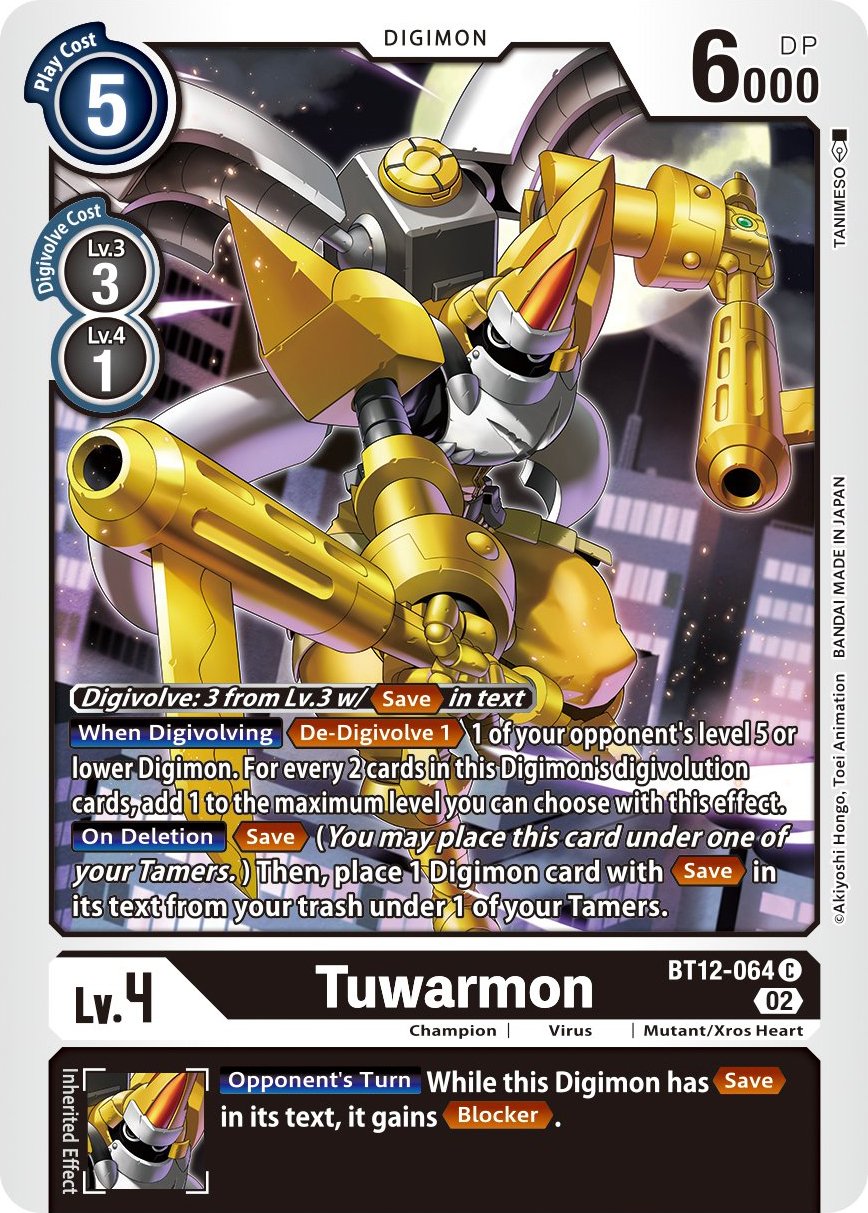 DIGIMON
Play Cost
5
DP
6000
TANIMESO
Digivolve Cost
Lv.3
3
Lv.4
1
©Akiyoshi Hongo, Toei Animation BANDAI MADE IN JAPAN
Digivolve: 3 from Lv.3 w/ Save in text
When Digivolving De-Digivolve 1 1 of your opponent's level 5 or
lower Digimon. For every 2 cards in this Digimon's digivolution
cards, add 1 to the maximum level you can choose with this effect.
On Deletion Save (You may place this card under one of
your Tamers.) Then, place 1 Digimon card with Save in
its text from your trash under 1 of your Tamers.
Lv.4
Tuwarmon
BT12-064 C
02
Champion | Virus | Mutant/Xros Heart
Inherited Effect
Opponent's Turn While this Digimon has Save
in its text, it gains Blocker.